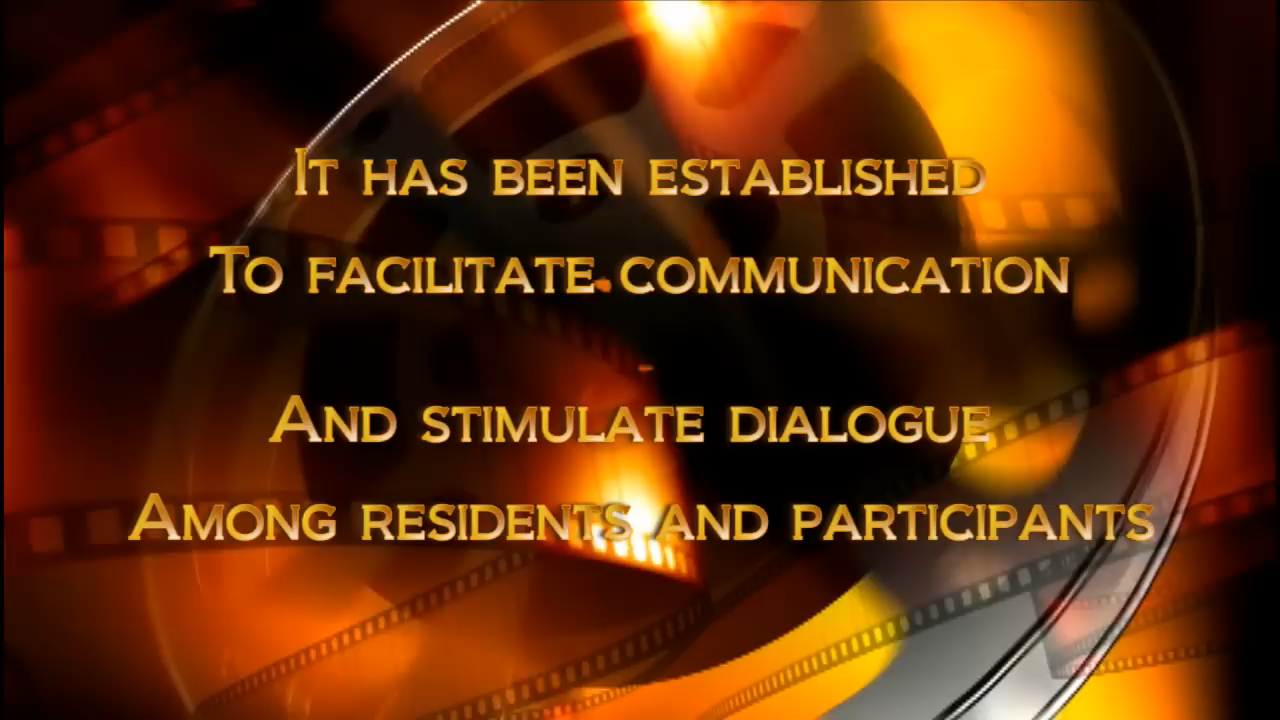 It has been established
To facilitate communication
And stimulate dialogue
Among residents and participants